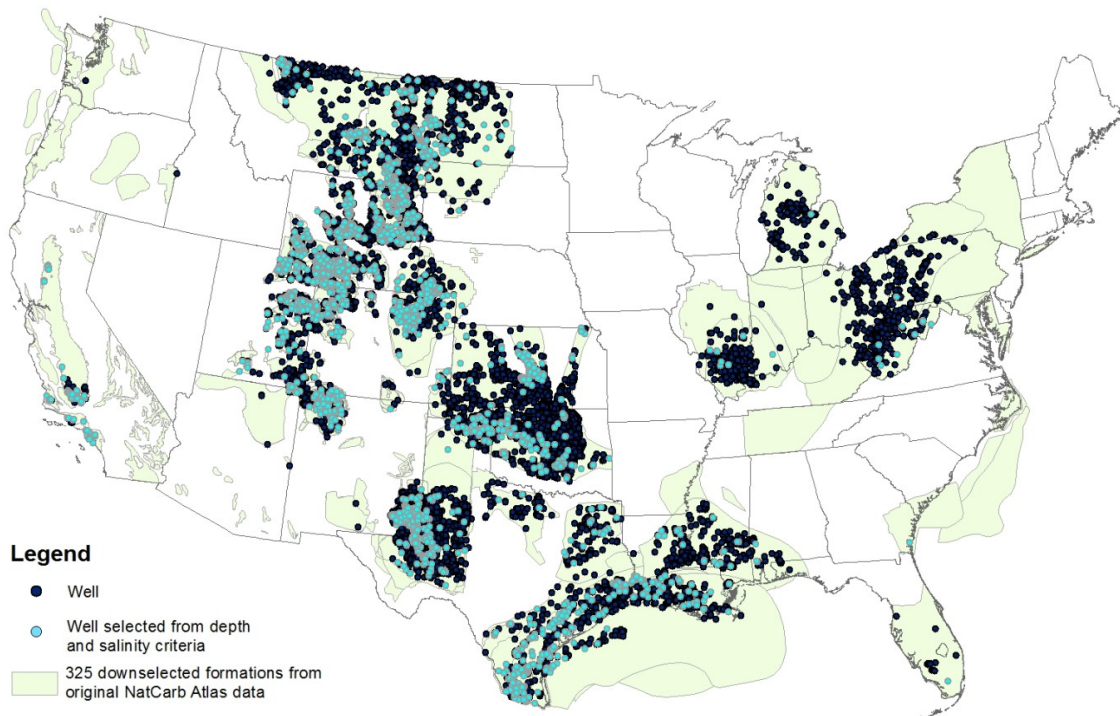 Legend
Well
Well selected from depth
and salinity criteria
325 downselected formations from
original NatCarb Atlas data